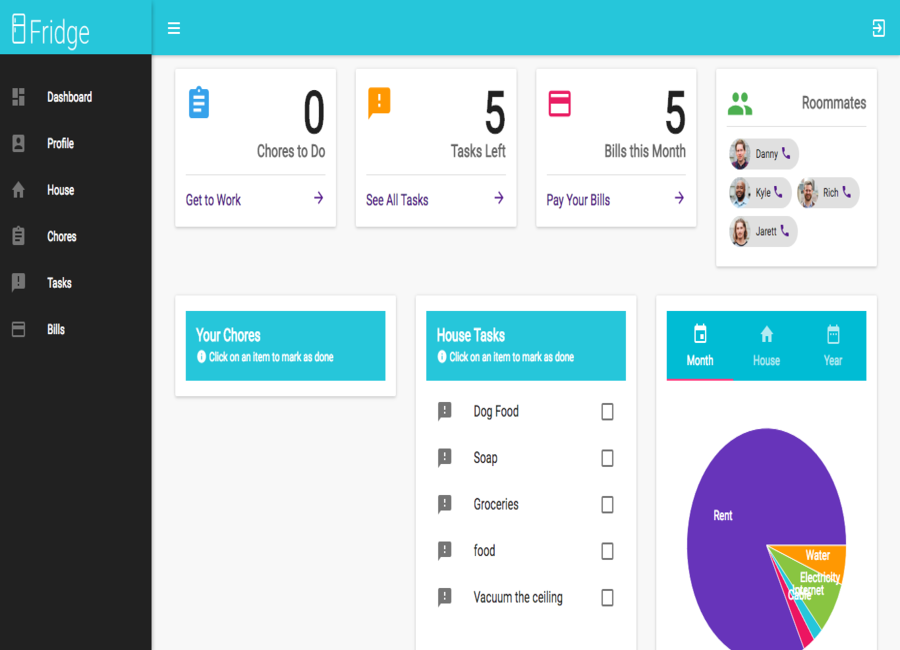 Fridge
Dashboard
Profile
House
Chores
Tasks
Bills
0
Chores to Do
Get to Work
5
Tasks Left
See All Tasks
5
Bills this Month
Pay Your Bills
Roommates
Danny
Kyle
Rich
Jarett
Your Chores
Click on an item to mark as done
House Tasks
Click on an item to mark as done
Dog Food
Soap
Groceries
food
Vacuum the ceiling
Month
House
Year
Rent
Water
Electricity
Internet
Cable